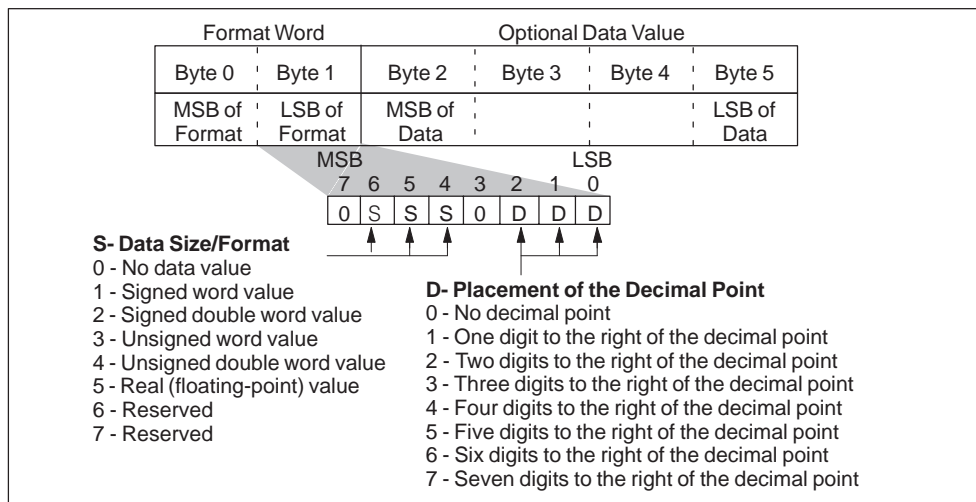 Format Word Optional Data Value
Byte 0 Byte 1 Byte 2 Byte 3 Byte 4 Byte 5
MSB of Format LSB of Format MSB of Data LSB of Data
MSB LSB
7 6 5 4 3 2 1 0
0 S S S 0 D D D
S- Data Size/Format
0 - No data value
1 - Signed word value
2 - Signed double word value
3 - Unsigned word value
4 - Unsigned double word value
5 - Real (floating-point) value
6 - Reserved
7 - Reserved
D- Placement of the Decimal Point
0 - No decimal point
1 - One digit to the right of the decimal point
2 - Two digits to the right of the decimal point
3 - Three digits to the right of the decimal point
4 - Four digits to the right of the decimal point
5 - Five digits to the right of the decimal point
6 - Six digits to the right of the decimal point
7 - Seven digits to the right of the decimal point